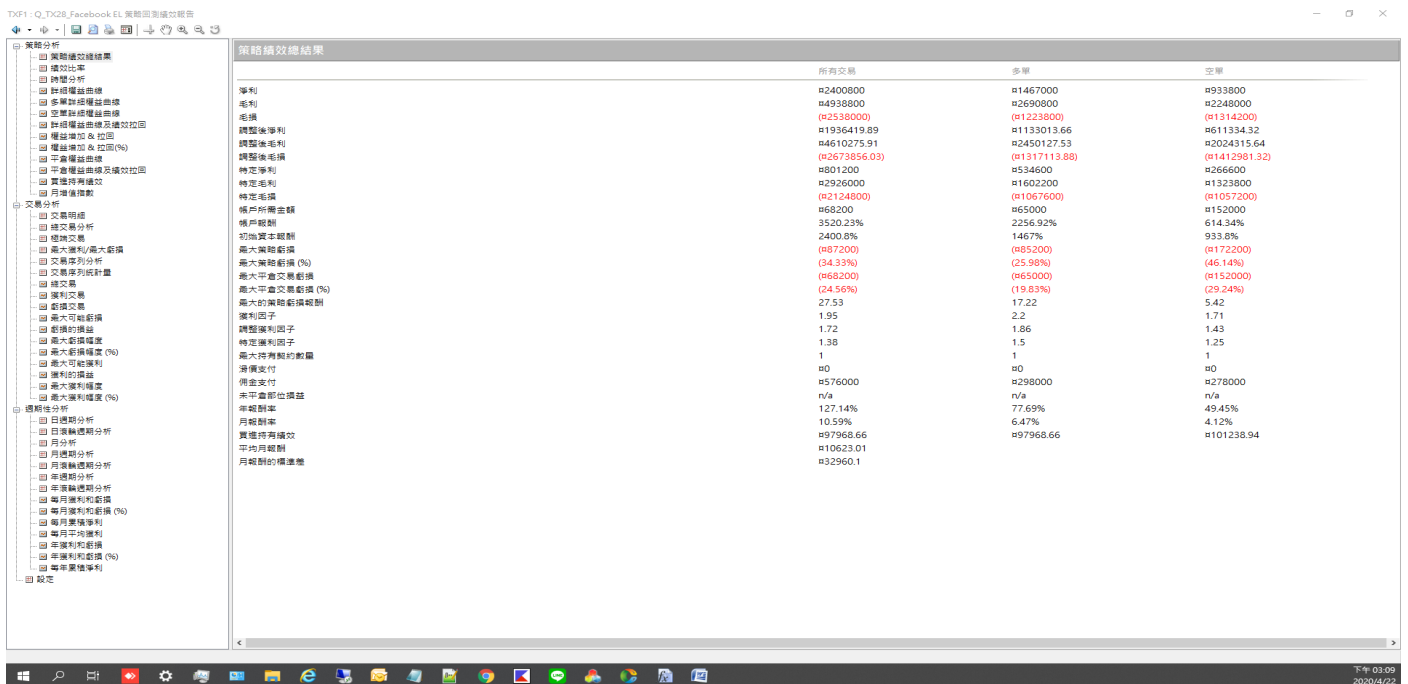 TXF1 : Q_TX28_Facebook EL 策略回測績效報告
策略分析
策略績效總結果
績效比率
時間分析
詳細權益曲線
多單詳細權益曲線
空單詳細權益曲線
詳細權益曲線及績效拉回
權益增加 & 拉回
權益增加 & 拉回(%)
平倉權益曲線
平倉權益曲線及績效拉回
買進持有績效
月增值指數
交易分析
交易明細
總交易分析
極端交易
最大獲利/最大虧損
交易序列分析
交易序列統計量
總交易
獲利交易
虧損交易
最大可能虧損
虧損的損益
最大虧損幅度
最大虧損幅度 (%)
最大可能獲利
獲利的損益
最大獲利幅度
最大獲利幅度 (%)
週期性分析
日週期分析
日滾輪週期分析
月分析
月週期分析
月滾輪週期分析
年週期分析
年滾輪週期分析
每月獲利和虧損
每月獲利和虧損 (%)
每月累積淨利
每月平均獲利
年獲利和虧損
年獲利和虧損 (%)
每年累積淨利
設定
策略績效總結果
所有交易 多單 空單
淨利 ¤2400800 ¤1467000 ¤933800
毛利 ¤4938800 ¤2690800 ¤2248000
毛損 (¤2538000) (¤1223800) (¤1314200)
調整後淨利 ¤1936419.89 ¤1133013.66 ¤611334.32
調整後毛利 ¤4610275.91 ¤2450127.53 ¤2024315.64
調整後毛損 (¤2673856.03) (¤1317113.88) (¤1412981.32)
特定淨利 ¤801200 ¤534600 ¤266600
特定毛利 ¤2926000 ¤1602200 ¤1323800
特定毛損 (¤2124800) (¤1067600) (¤1057200)
帳戶所需金額 ¤68200 ¤65000 ¤152000
帳戶報酬 3520.23% 2256.92% 614.34%
初始資本報酬 2400.8% 1467% 933.8%
最大策略虧損 (¤87200) (¤85200) (¤172200)
最大策略虧損 (%) (34.33%) (25.98%) (46.14%)
最大平倉交易虧損 (¤68200) (¤65000) (¤152000)
最大平倉交易虧損 (%) (24.56%) (19.83%) (29.24%)
最大的策略虧損報酬 27.53 17.22 5.42
獲利因子 1.95 2.2 1.71
調整獲利因子 1.72 1.86 1.43
特定獲利因子 1.38 1.5 1.25
最大持有契約數量 1 1 1
滑價支付 ¤0 ¤0 ¤0
佣金支付 ¤576000 ¤298000 ¤278000
未平倉部位損益 n/a n/a n/a
年報酬率 127.14% 77.69% 49.45%
月報酬率 10.59% 6.47% 4.12%
買進持有績效 ¤97968.66 ¤97968.66 ¤101238.94
平均月報酬 ¤10623.01
月報酬的標準差 ¤32960.1
下午 03:09
2020/4/22